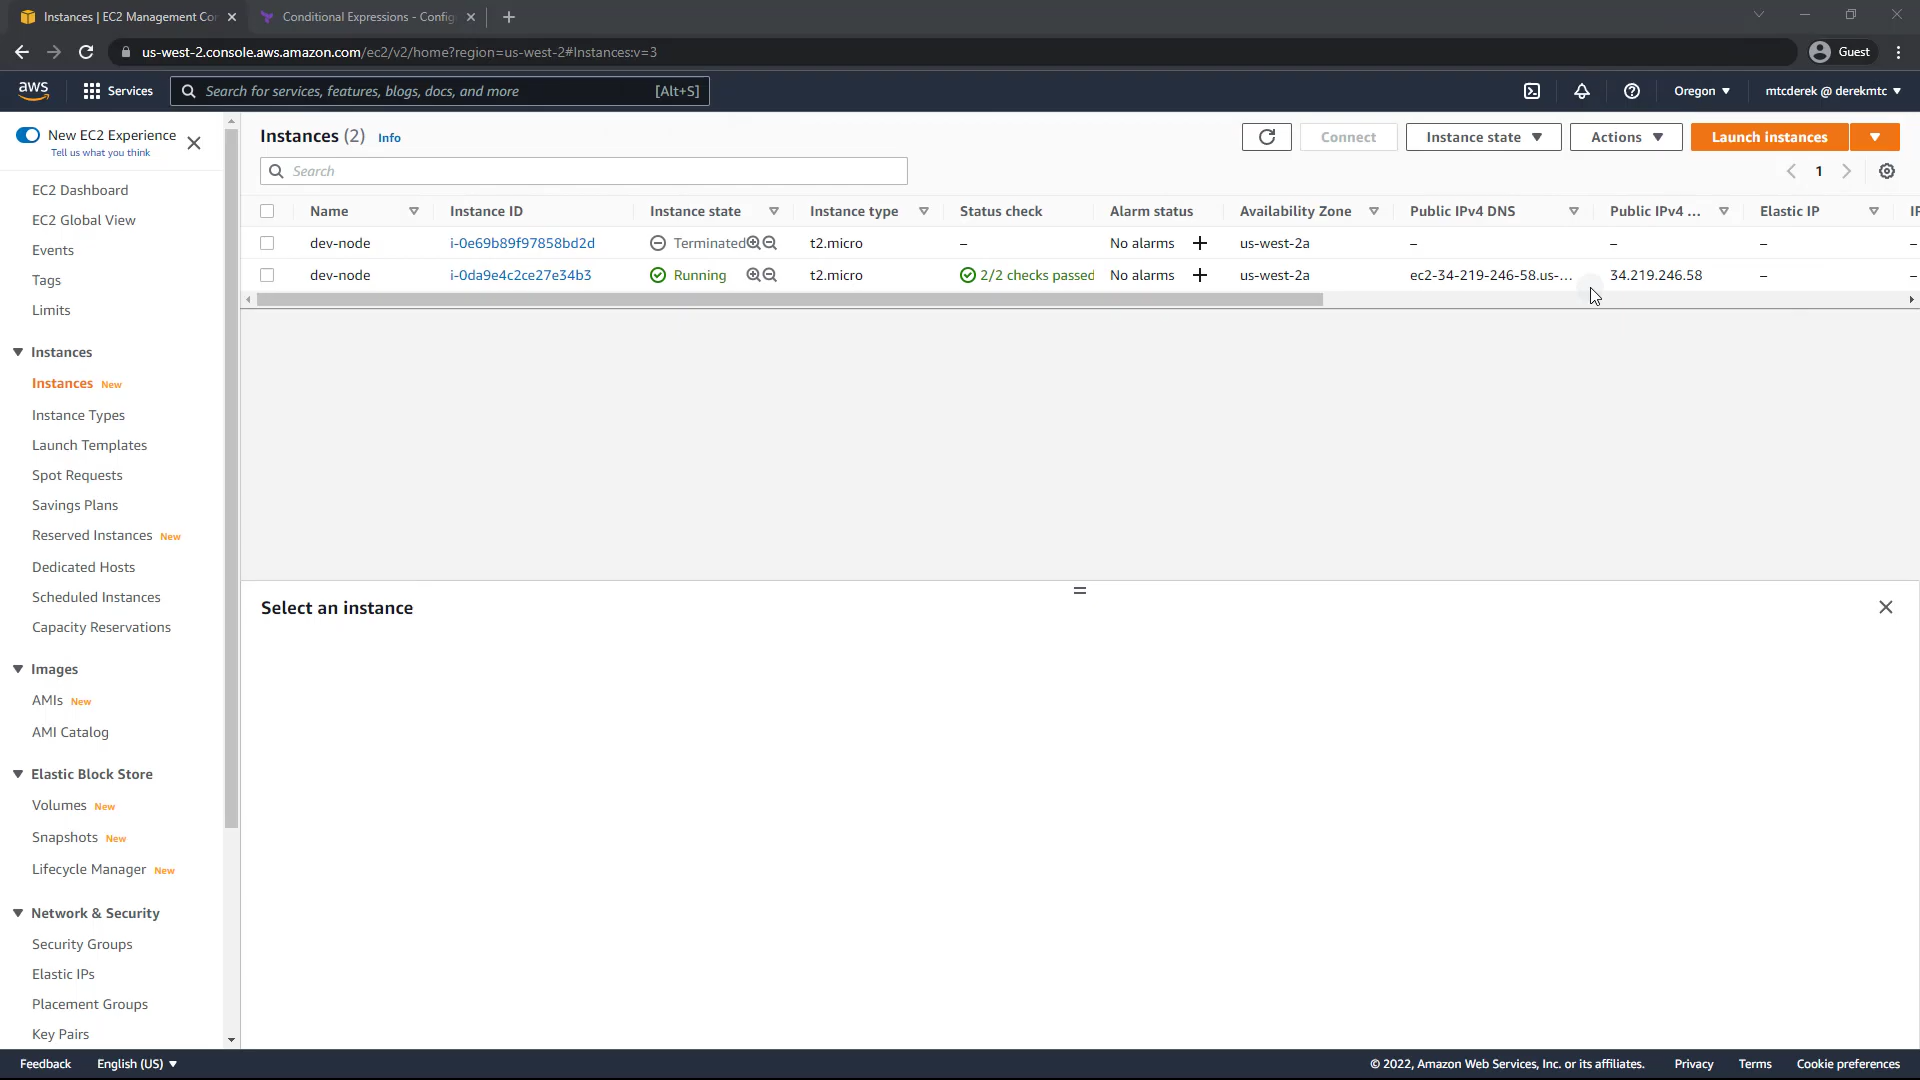 Instances | EC2 Management Co
Conditional Expressions - Config
us-west-2.console.aws.amazon.com/ec2/v2/home?region=us-west-2#Instances:v=3
Guest
aws
Services
Search for services, features, blogs, docs, and more
[Alt+S]
Oregon
mtcderek @ derekmtc
New EC2 Experience
Tell us what you think
EC2 Dashboard
EC2 Global View
Events
Tags
Limits
Instances
Instances New
Instance Types
Launch Templates
Spot Requests
Savings Plans
Reserved Instances New
Dedicated Hosts
Scheduled Instances
Capacity Reservations
Images
AMIs New
AMI Catalog
Elastic Block Store
Volumes New
Snapshots New
Lifecycle Manager New
Network & Security
Security Groups
Elastic IPs
Placement Groups
Key Pairs
Instances (2) Info
Connect
Instance state
Actions
Launch instances
Search
1
Name Instance ID Instance state Instance type Status check Alarm status Availability Zone Public IPv4 DNS Public IPv4 ... Elastic IP IP
dev-node i-0e69b89f97858bd2d Terminated t2.micro – No alarms + us-west-2a – – – –
dev-node i-0da9e4c2ce27e34b3 Running t2.micro 2/2 checks passed No alarms + us-west-2a ec2-34-219-246-58.us-... 34.219.246.58 – –
Select an instance
Feedback
English (US)
© 2022, Amazon Web Services, Inc. or its affiliates.
Privacy
Terms
Cookie preferences